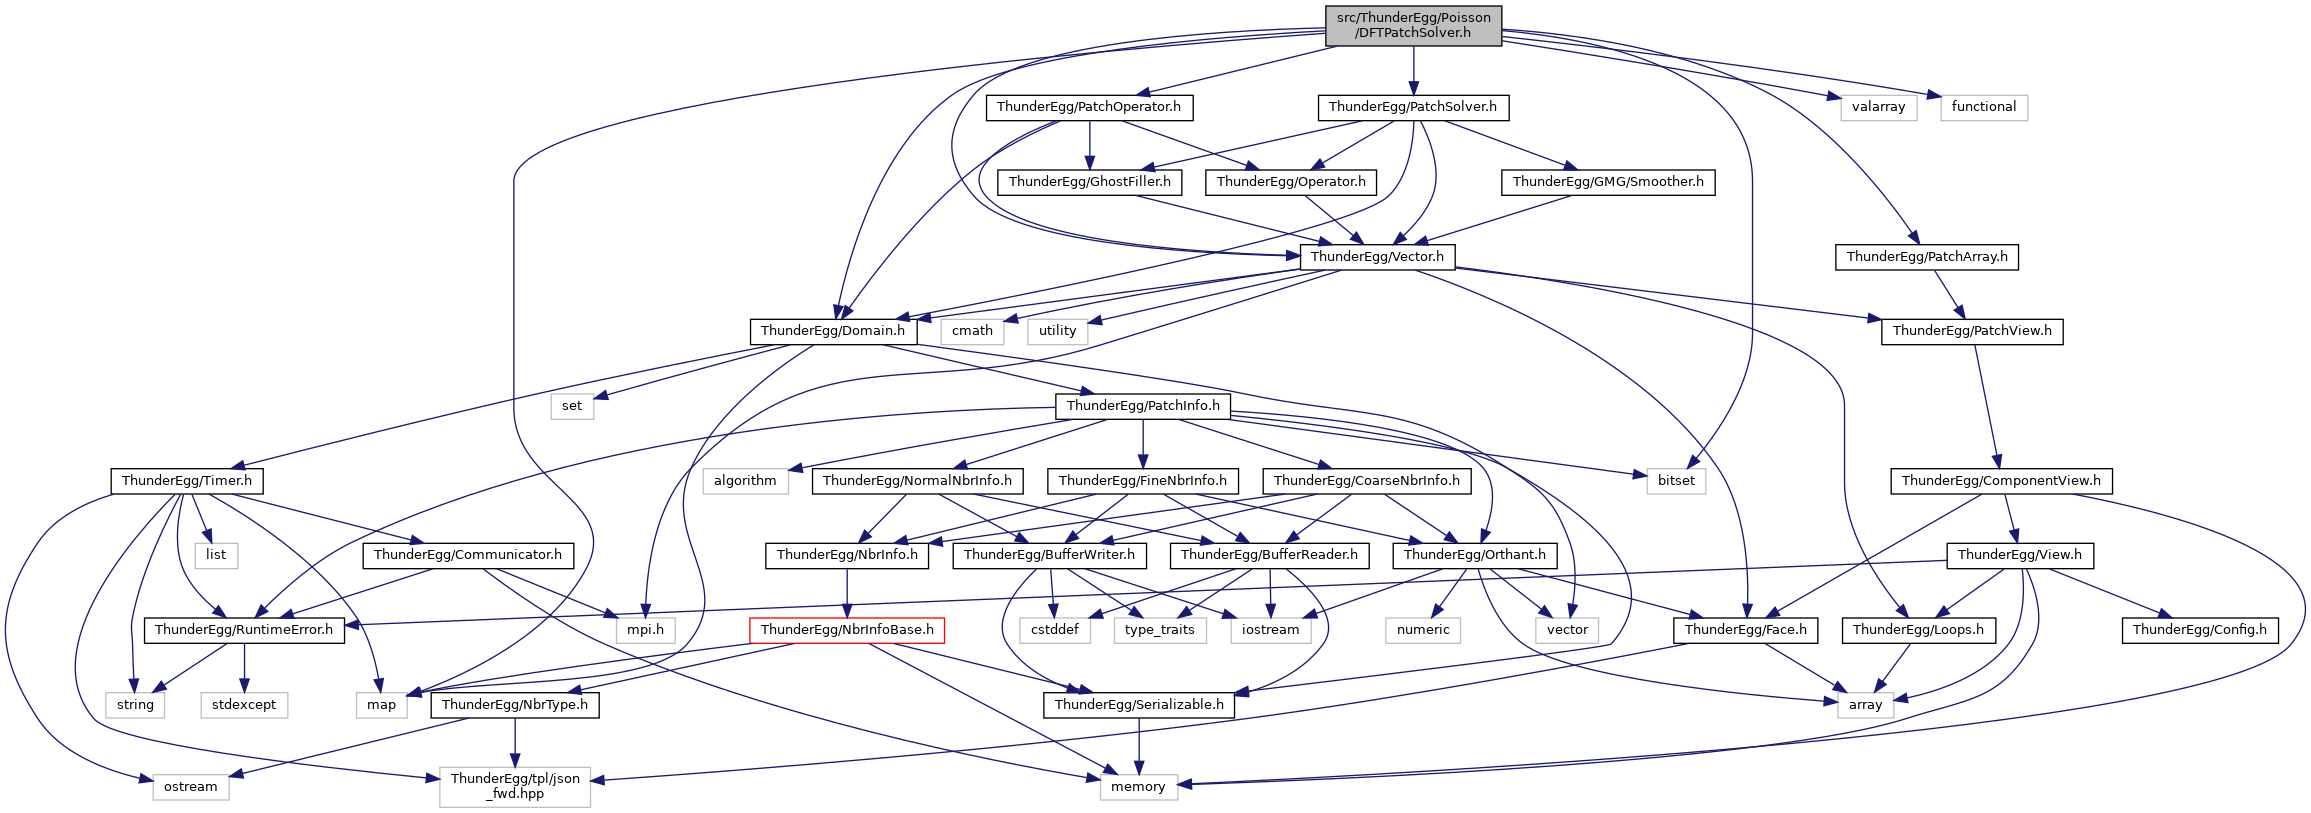 src/ThunderEgg/Poisson
/DFTPatchSolver.h
ThunderEgg/PatchOperator.h
ThunderEgg/PatchSolver.h
valarray
functional
ThunderEgg/GhostFiller.h
ThunderEgg/Operator.h
ThunderEgg/GMG/Smoother.h
ThunderEgg/Vector.h
ThunderEgg/PatchArray.h
ThunderEgg/Domain.h
cmath
utility
ThunderEgg/PatchView.h
set
ThunderEgg/PatchInfo.h
ThunderEgg/Timer.h
algorithm
ThunderEgg/NormalNbrInfo.h
ThunderEgg/FineNbrInfo.h
ThunderEgg/CoarseNbrInfo.h
bitset
ThunderEgg/ComponentView.h
list
ThunderEgg/Communicator.h
ThunderEgg/NbrInfo.h
ThunderEgg/BufferWriter.h
ThunderEgg/BufferReader.h
ThunderEgg/Orthant.h
ThunderEgg/View.h
ThunderEgg/RuntimeError.h
mpi.h
ThunderEgg/NbrInfoBase.h
cstddef
type_traits
iostream
numeric
vector
ThunderEgg/Face.h
ThunderEgg/Loops.h
ThunderEgg/Config.h
string
stdexcept
map
ThunderEgg/NbrType.h
ThunderEgg/Serializable.h
array
ostream
ThunderEgg/tpl/json
_fwd.hpp
memory